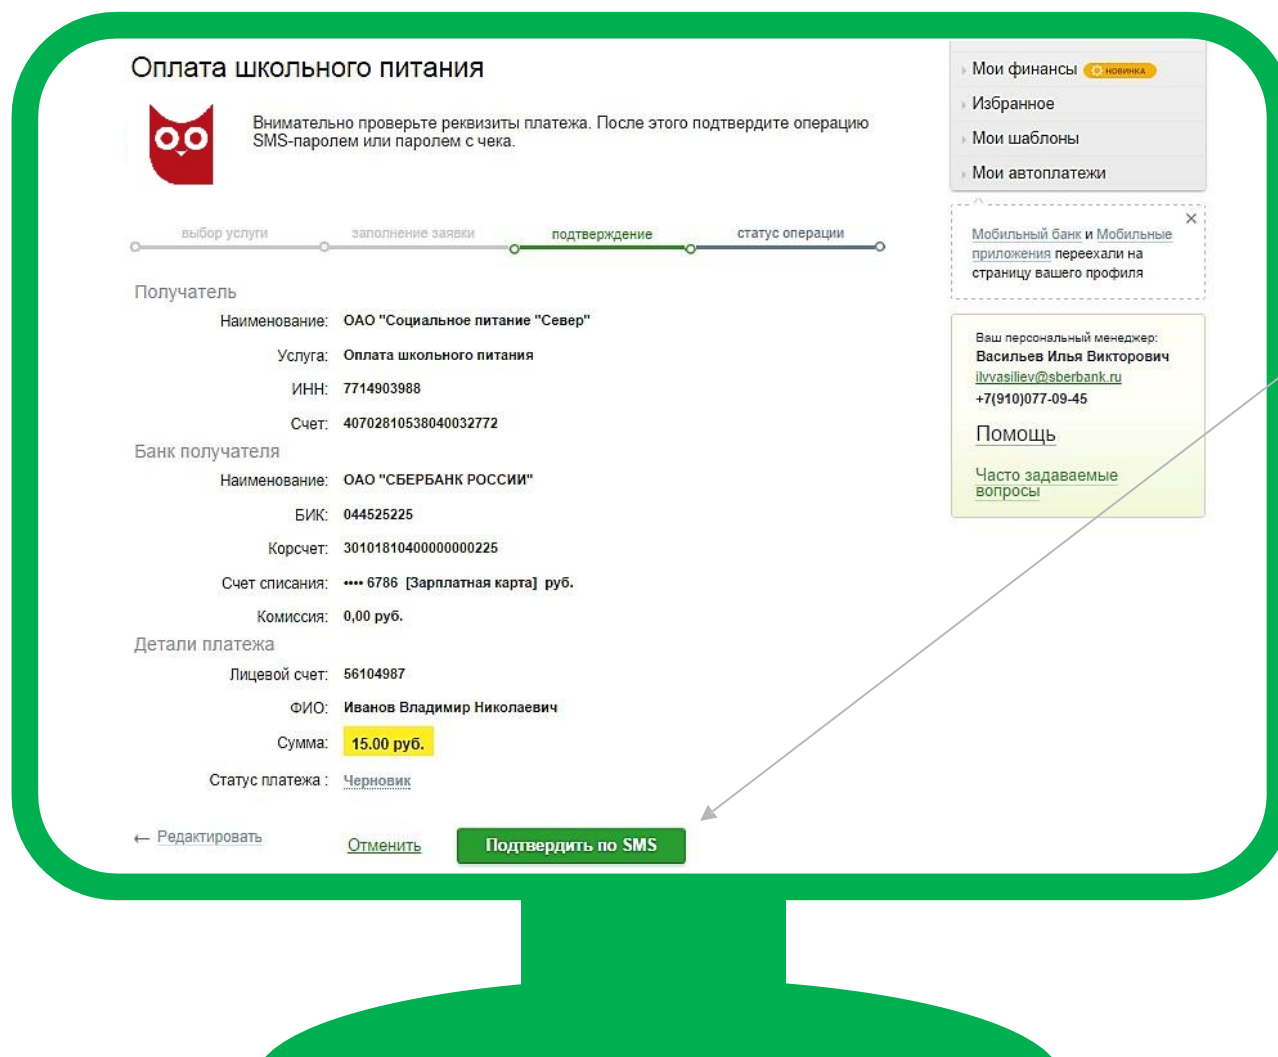 Оплата школьного питания
Внимательно проверьте реквизиты платежа. После этого подтвердите операцию
SMS-паролем или паролем с чека.
выбор услуги
заполнение заявки
подтверждение
статус операции
Получатель
Наименование: ОАО "Социальное питание "Север"
Услуга: Оплата школьного питания
ИНН: 7714903988
Счет: 40702810538040032772
Банк получателя
Наименование: ОАО "СБЕРБАНК РОССИИ"
БИК: 044525225
Корсчет: 30101810400000000225
Счет списания: •••• 6786 [Зарплатная карта] руб.
Комиссия: 0,00 руб.
Детали платежа
Лицевой счет: 56104987
ФИО: Иванов Владимир Николаевич
Сумма: 15.00 руб.
Статус платежа : Черновик
← Редактировать
Отменить
Подтвердить по SMS
Мои финансы НОВИНКА
Избранное
Мои шаблоны
Мои автоплатежи
Мобильный банк и Мобильные
приложения переехали на
страницу вашего профиля
Ваш персональный менеджер:
Васильев Илья Викторович
ilvvasiliev@sberbank.ru
+7(910)077-09-45
Помощь
Часто задаваемые
вопросы